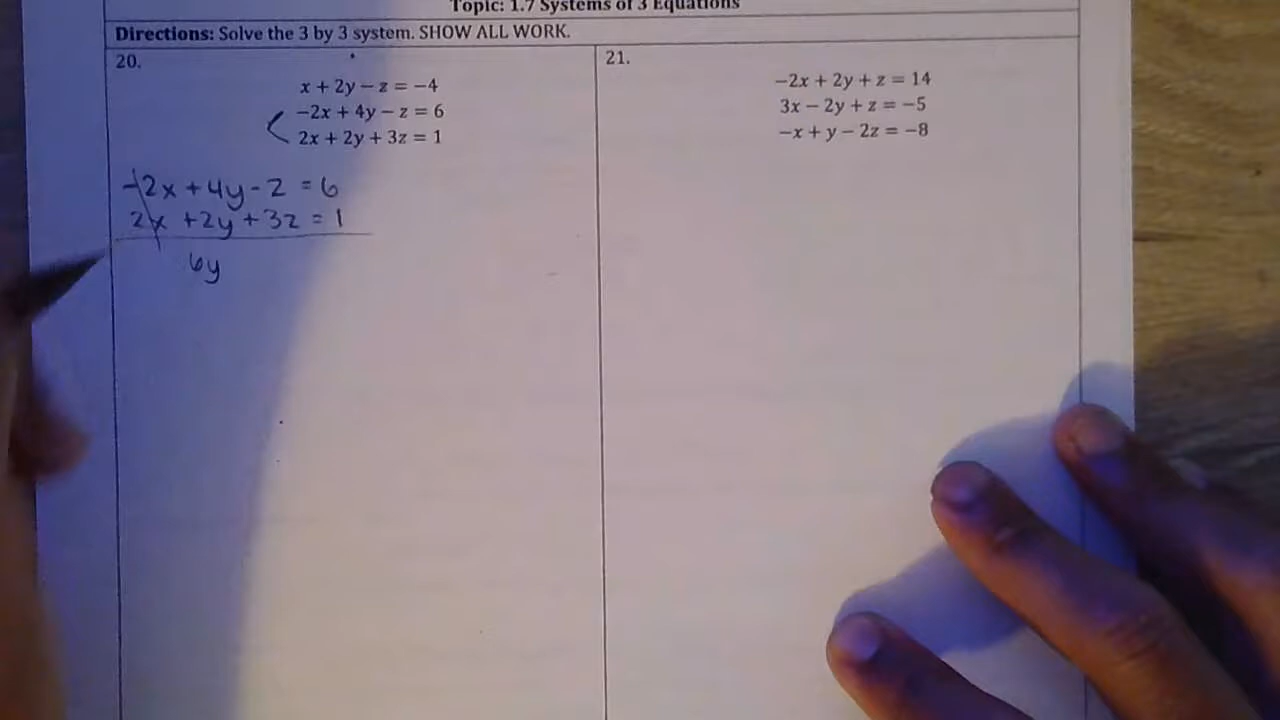 Topic: 1.7 Systems of 3 Equations
Directions: Solve the 3 by 3 system. SHOW ALL WORK.
20.
x + 2y − z = −4
−2x + 4y − z = 6
2x + 2y + 3z = 1
-2x + 4y - z = 6
2x + 2y + 3z = 1
6y
21.
−2x + 2y + z = 14
3x − 2y + z = −5
−x + y − 2z = −8